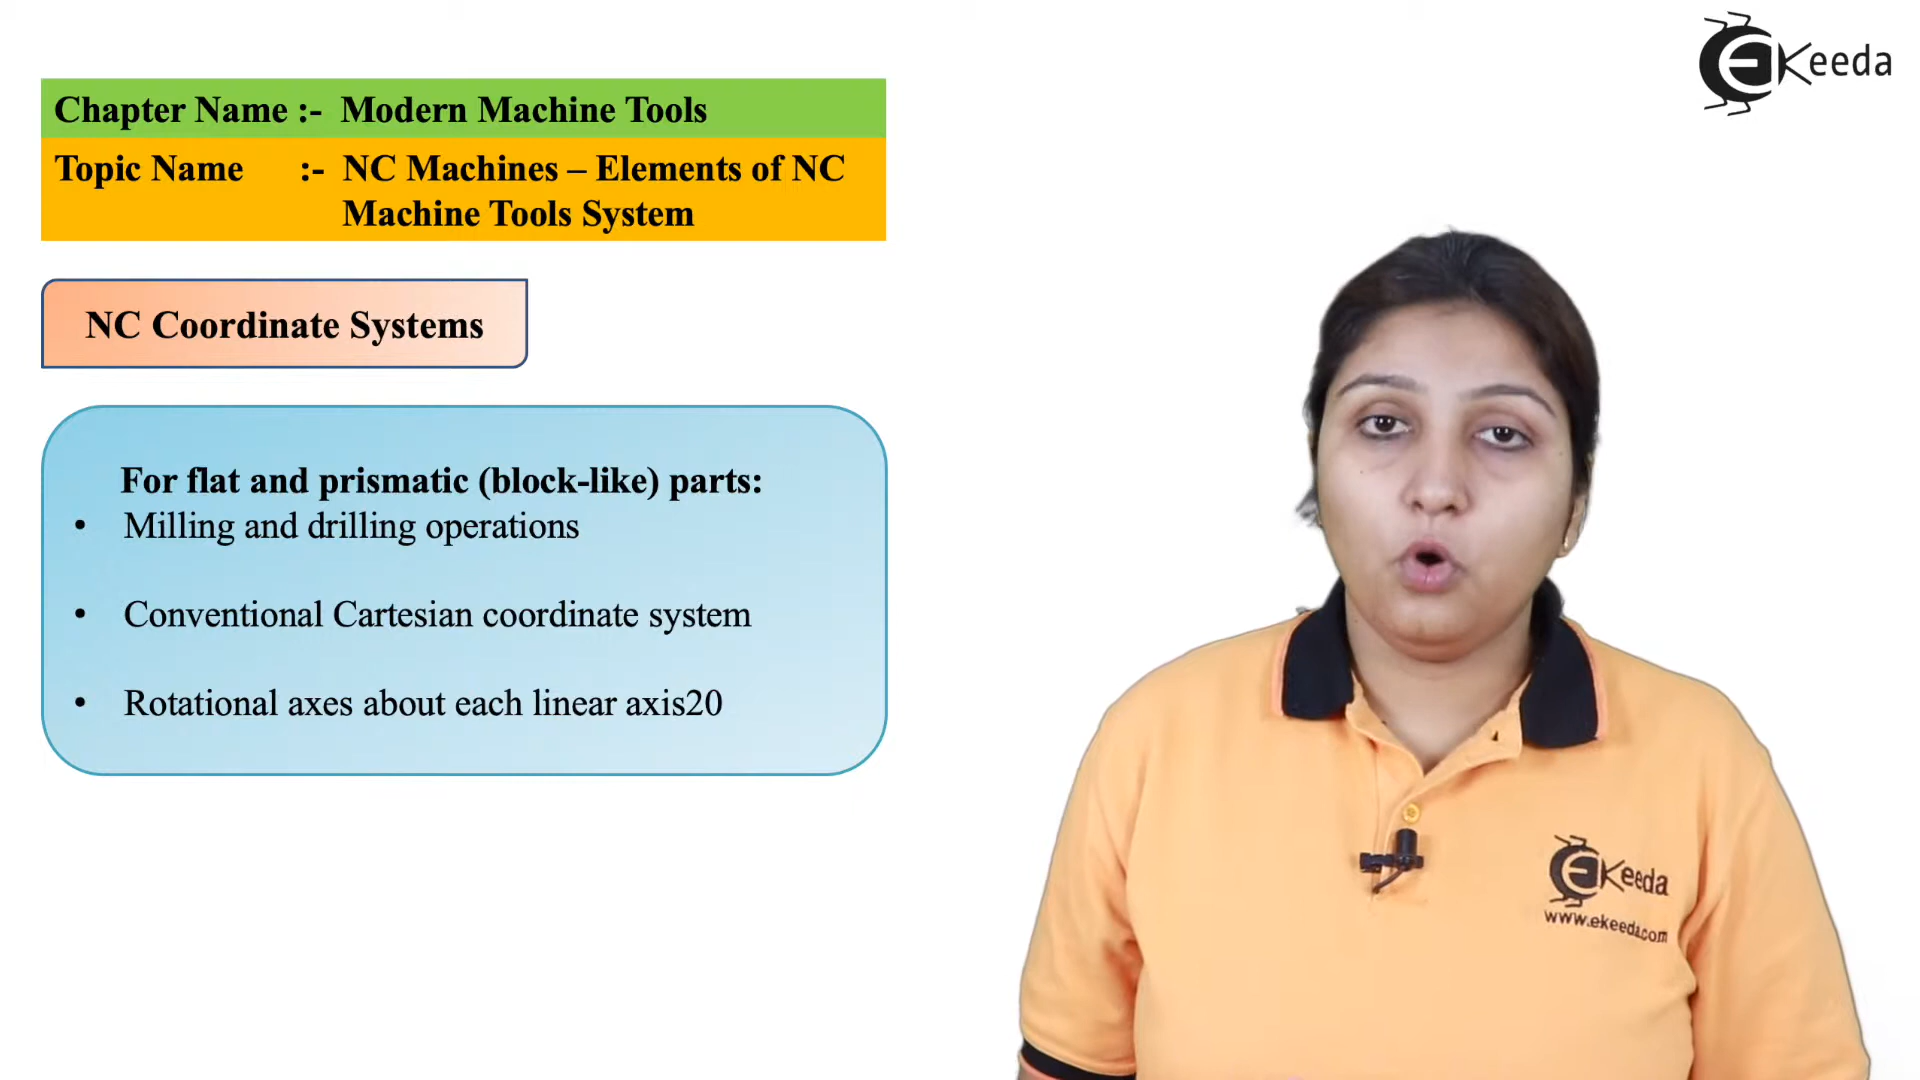 EKeeda
Chapter Name :- Modern Machine Tools
Topic Name :- NC Machines – Elements of NC
Machine Tools System
NC Coordinate Systems
For flat and prismatic (block-like) parts:
• Milling and drilling operations
• Conventional Cartesian coordinate system
• Rotational axes about each linear axis20
EKeeda
www.ekeeda.com